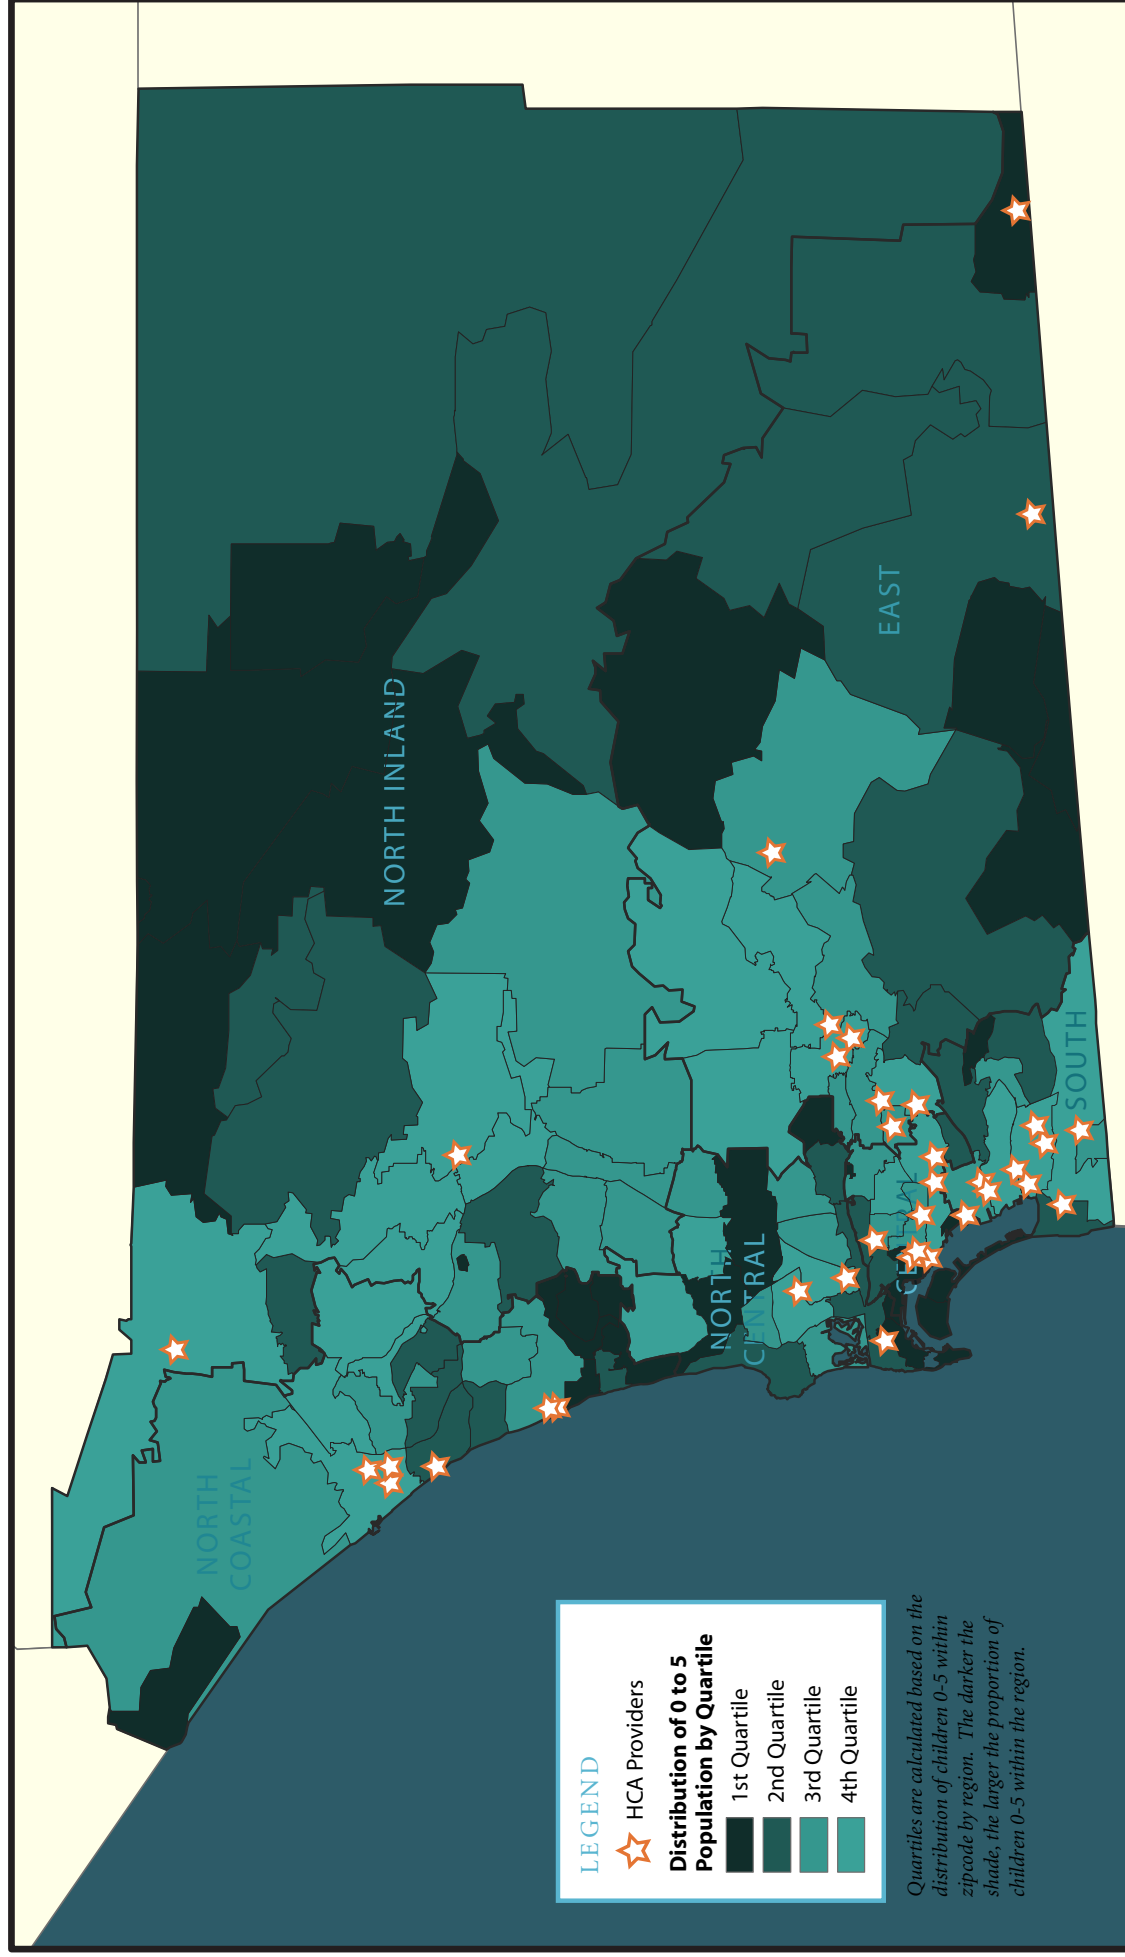 NORTH
COASTAL
NORTH INLAND
NORTH
CENTRAL
CENTRAL
EAST
SOUTH
LEGEND
HCA Providers
Distribution of 0 to 5
Population by Quartile
1st Quartile
2nd Quartile
3rd Quartile
4th Quartile
Quartiles are calculated based on the
distribution of children 0-5 within
zipcode by region.  The darker the
shade, the larger the proportion of
children 0-5 within the region.